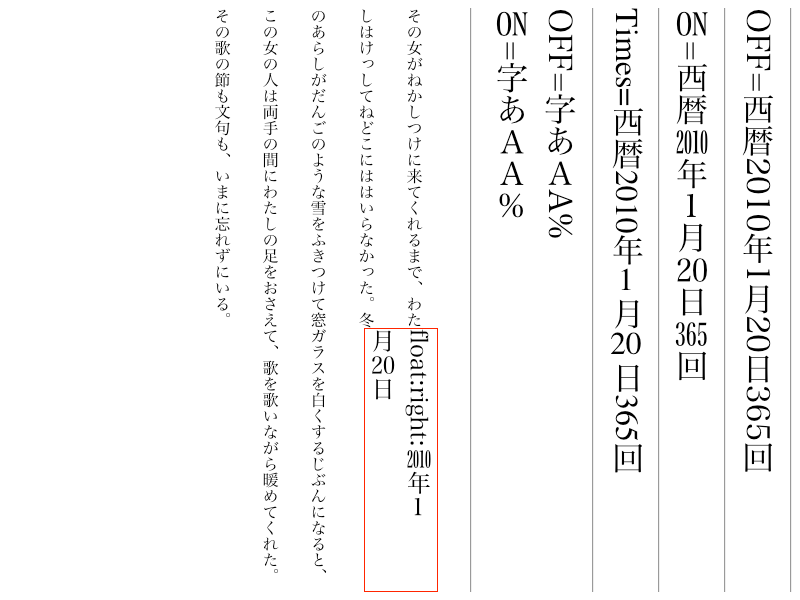 OFF=西暦2010年1月20日365回
ON=西暦2010年1月20日365回
Times=西暦2010年1月20日365回
OFF=字あAA%
ON=字あAA%
その女がねかしつけに来てくれるまで、わた
float:right: 2010年1
月20日
しはけっしてねどこにははいらなかった。冬
のあらしがだんごのような雪をふきつけて窓ガラスを白くするじぶんになると、
この女の人は両手の間にわたしの足をおさえて、歌を歌いながら暖めてくれた。
その歌の節も文句も、いまに忘れずにいる。